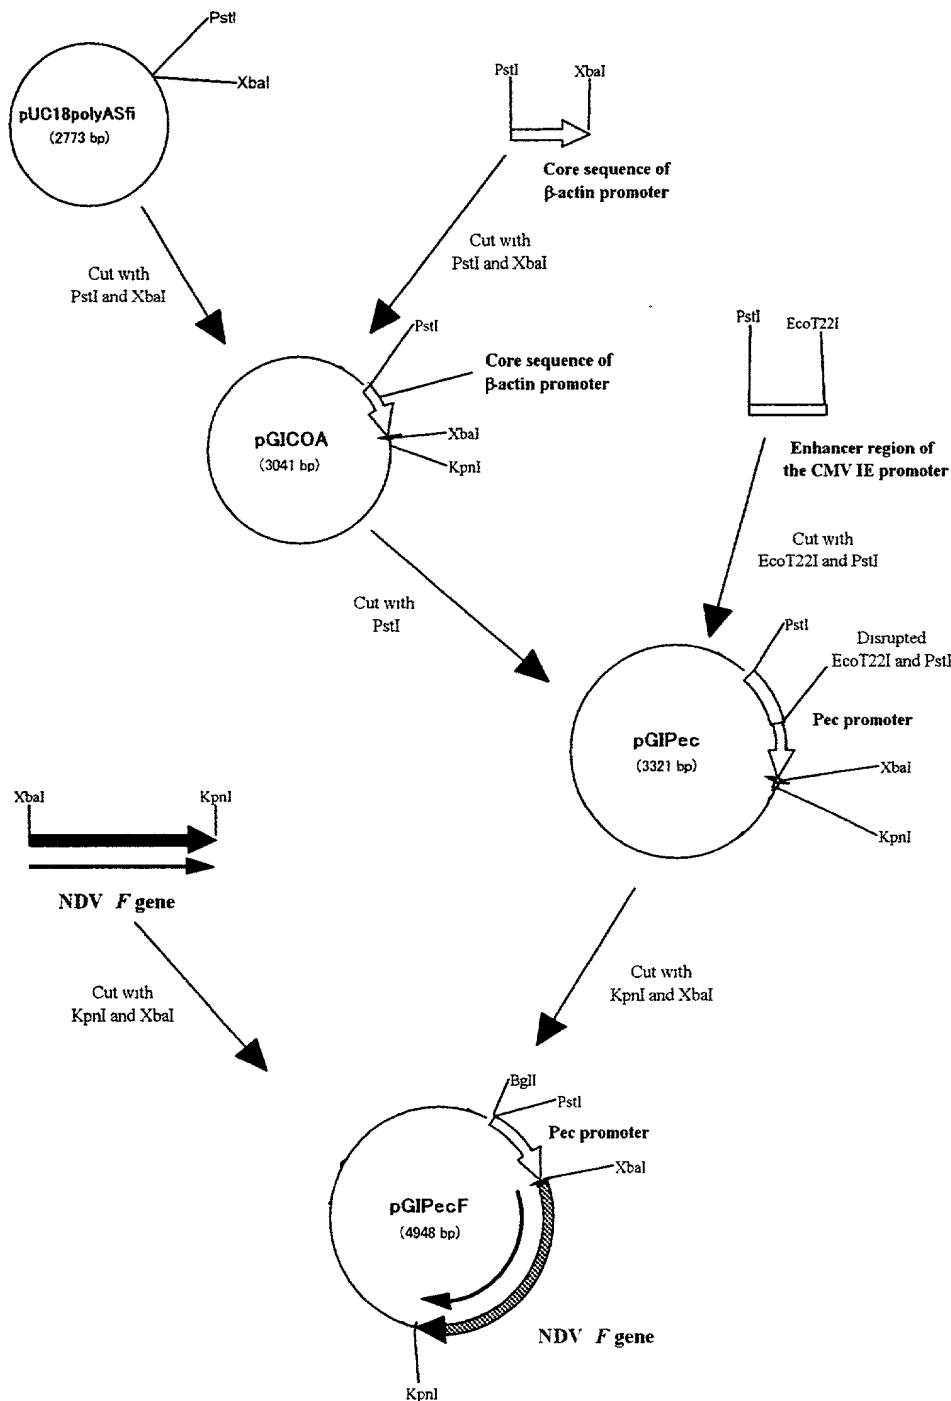 PstI
XbaI
pUC18polyASfi
(2773 bp)
PstI
XbaI
Core sequence of
β-actin promoter
Cut with
PstI and XbaI
Cut with
PstI and XbaI
PstI
Core sequence of
β-actin promoter
pGICOA
(3041 bp)
XbaI
KpnI
PstI
EcoT22I
Enhancer region of
the CMV IE promoter
Cut with
EcoT22I and PstI
Cut with
PstI
PstI
Disrupted
EcoT22I and PstI
Pec promoter
pGIPec
(3321 bp)
XbaI
KpnI
XbaI
KpnI
NDV F gene
Cut with
KpnI and XbaI
Cut with
KpnI and XbaI
BglI
PstI
Pec promoter
XbaI
pGIPecF
(4948 bp)
NDV F gene
KpnI